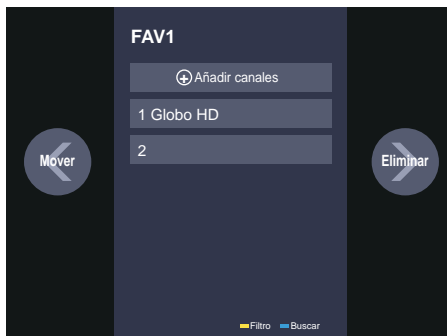 FAV1
Añadir canales
1 Globo HD
2
Mover
Eliminar
Filtro Buscar